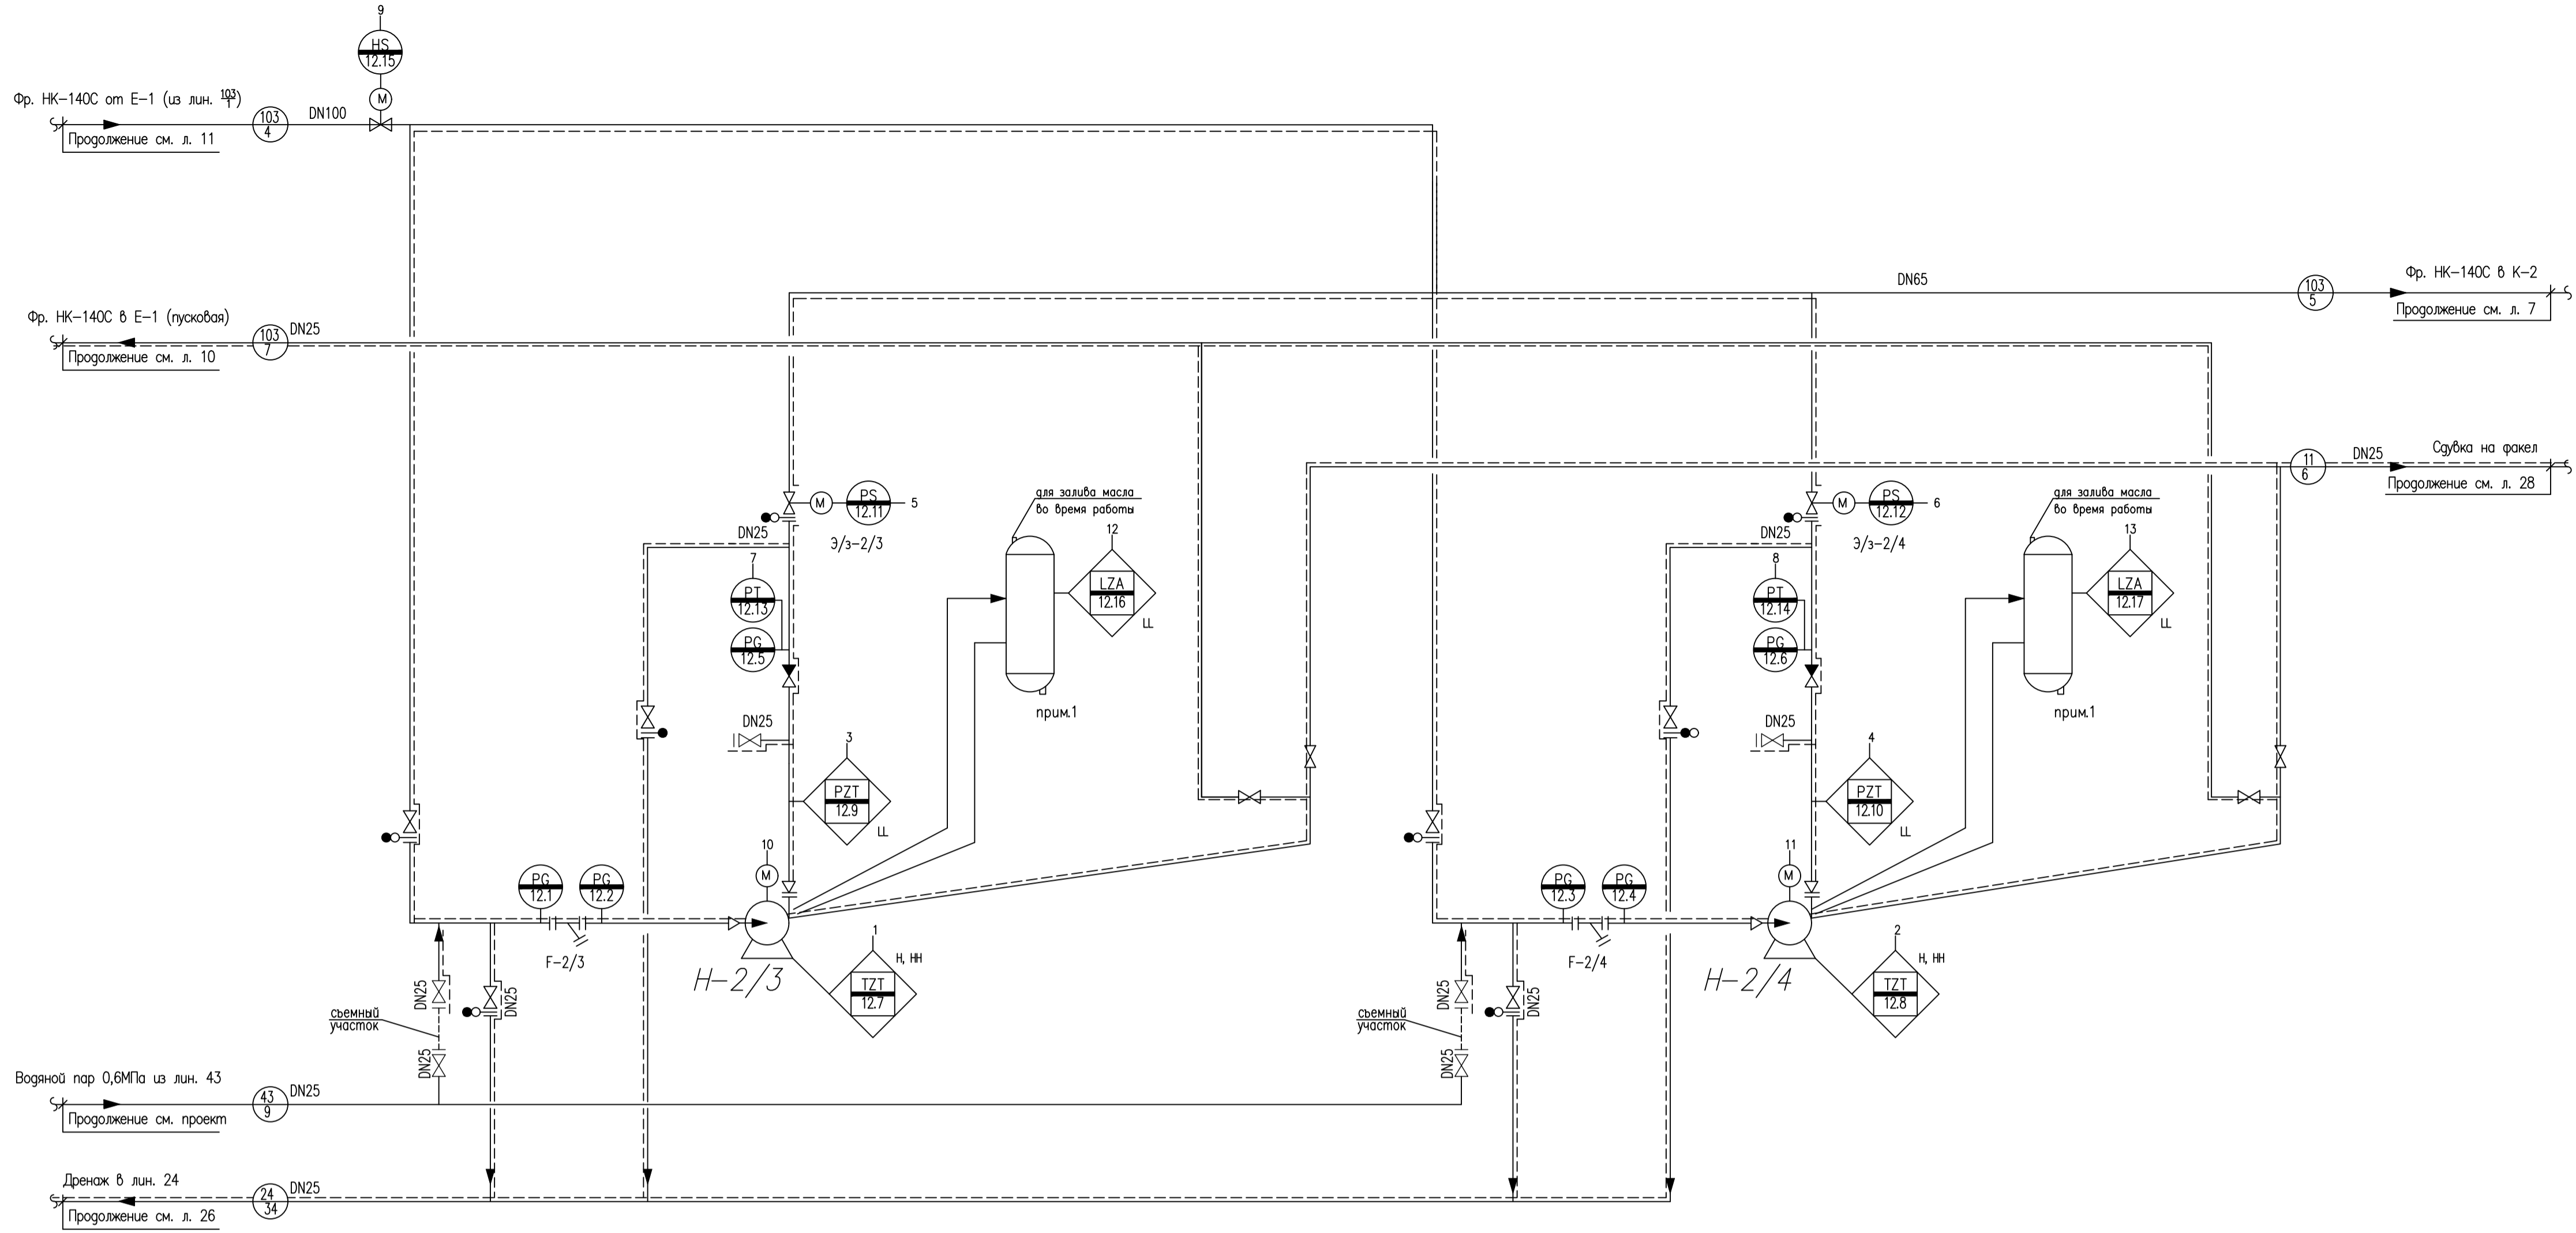 9
HS
12.15
M
Фр. НК-140С от Е-1 (из лин. 103/1)
103
4
DN100
Продолжение см. л. 11
DN65
Фр. НК-140С в К-2
103
5
Продолжение см. л. 7
Фр. НК-140С в Е-1 (пусковая)
103
7
DN25
Продолжение см. л. 10
Сдувка на факел
11
6
DN25
Продолжение см. л. 28
M
PS
12.11
5
Э/з-2/3
DN25
7
PT
12.13
PG
12.5
для залива масла
во время работы
12
LZA
12.16
LL
прим.1
DN25
3
PZT
12.9
LL
10
M
PG
12.1
PG
12.2
F-2/3
Н-2/3
1
H, HH
TZT
12.7
DN25
DN25
съемный
участок
DN25
M
PS
12.12
6
Э/з-2/4
DN25
8
PT
12.14
PG
12.6
для залива масла
во время работы
13
LZA
12.17
LL
прим.1
DN25
4
PZT
12.10
LL
11
M
PG
12.3
PG
12.4
F-2/4
Н-2/4
2
H, HH
TZT
12.8
DN25
DN25
съемный
участок
DN25
Водяной пар 0,6МПа из лин. 43
43
9
DN25
Продолжение см. проект
Дренаж в лин. 24
24
34
DN25
Продолжение см. л. 26